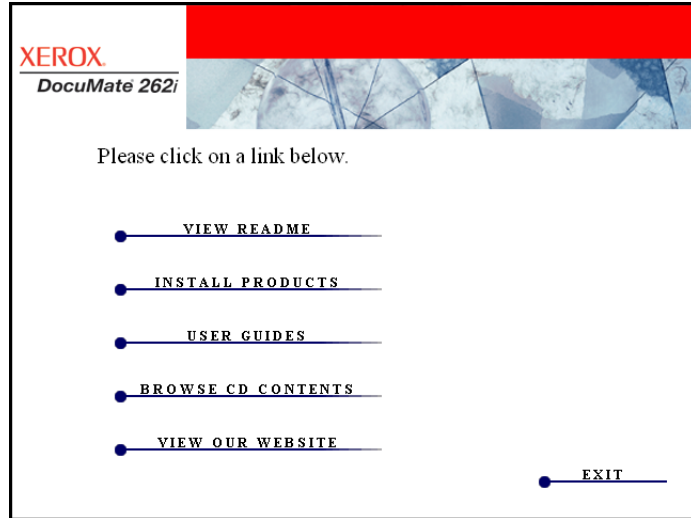 XEROX.
DocuMate 262i
Please click on a link below.
VIEW README
INSTALL PRODUCTS
USER GUIDES
BROWSE CD CONTENTS
VIEW OUR WEBSITE
EXIT